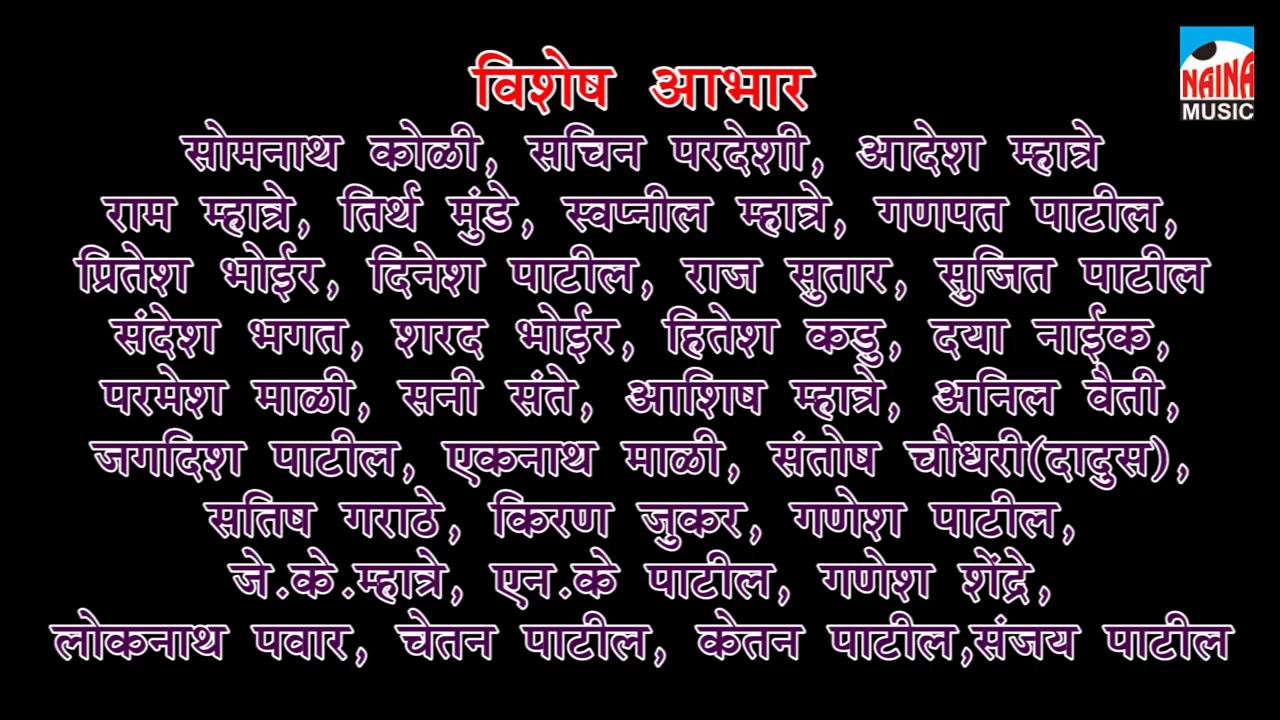 विशेष आभार
NAINA
MUSIC
सोमनाथ कोळी, सचिन परदेशी, आदेश म्हात्रे
राम म्हात्रे, तिर्थ मुंडे, स्वप्नील म्हात्रे, गणपत पाटील,
प्रितेश भोईर, दिनेश पाटील, राज सुतार, सुजित पाटील
संदेश भगत, शरद भोईर, हितेश कडु, दया नाईक,
परमेश माळी, सनी संते, आशिष म्हात्रे, अनिल वैती,
जगदिश पाटील, एकनाथ माळी, संतोष चौधरी(दादुस),
सतिष गराठे, किरण जुकर, गणेश पाटील,
जे.के.म्हात्रे, एन.के पाटील, गणेश शेंद्रे,
लोकनाथ पवार, चेतन पाटील, केतन पाटील,संजय पाटील